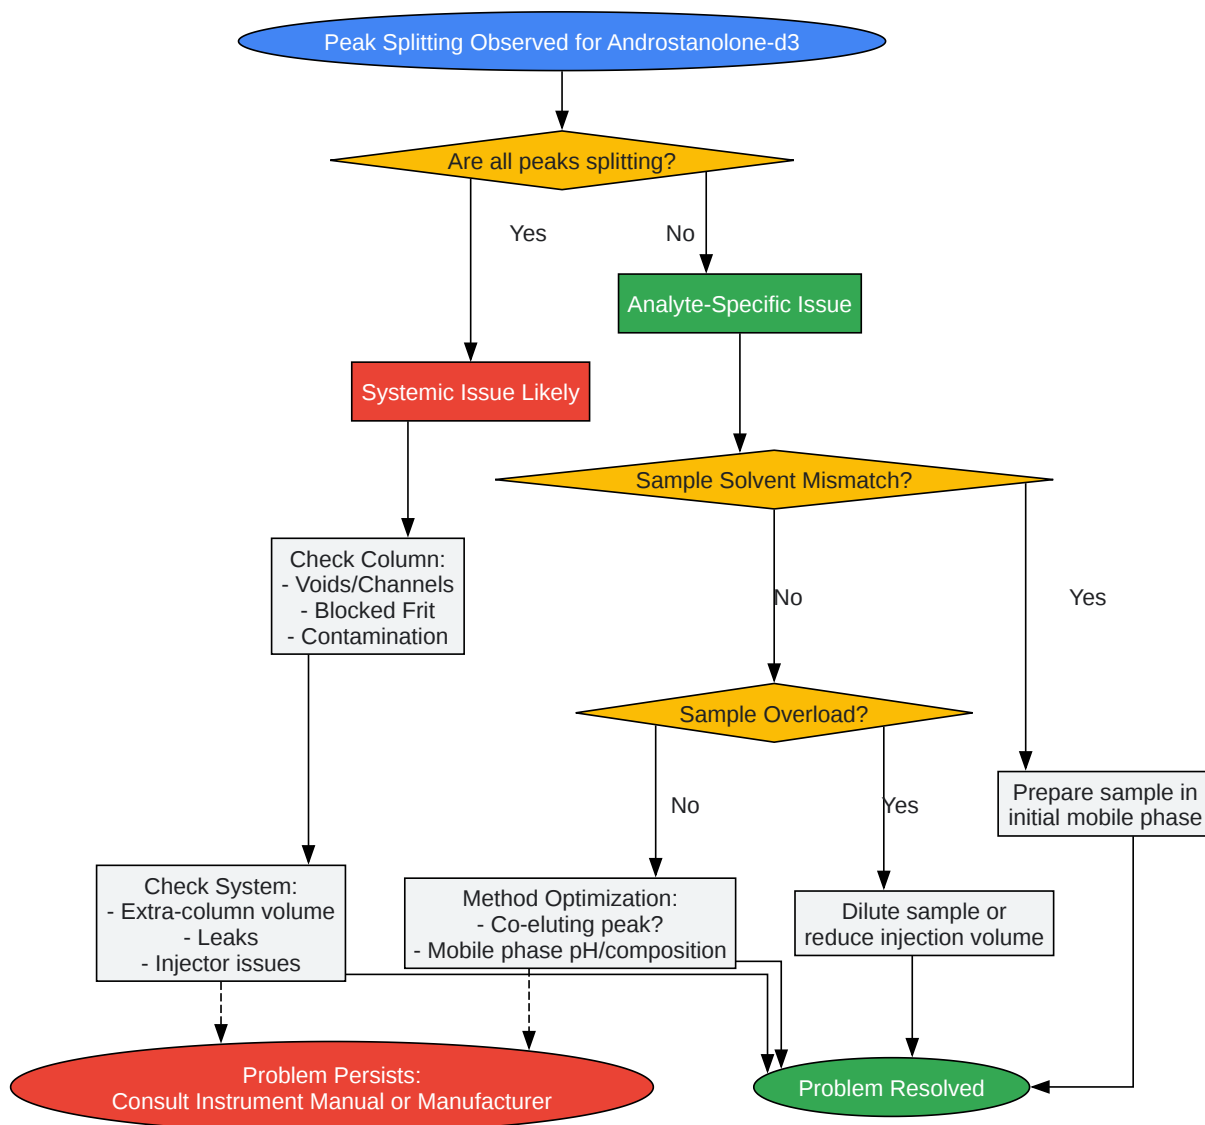 Peak Splitting Observed for Androstanolone-d3
Are all peaks splitting?
Yes
No
Analyte-Specific Issue
Systemic Issue Likely
Sample Solvent Mismatch?
Check Column:
- Voids/Channels
- Blocked Frit
- Contamination
No
Yes
Sample Overload?
Prepare sample in
initial mobile phase
No
Yes
Check System:
- Extra-column volume
- Leaks
- Injector issues
Method Optimization:
- Co-eluting peak?
- Mobile phase pH/composition
Dilute sample or
reduce injection volume
Problem Persists:
Consult Instrument Manual or Manufacturer
Problem Resolved